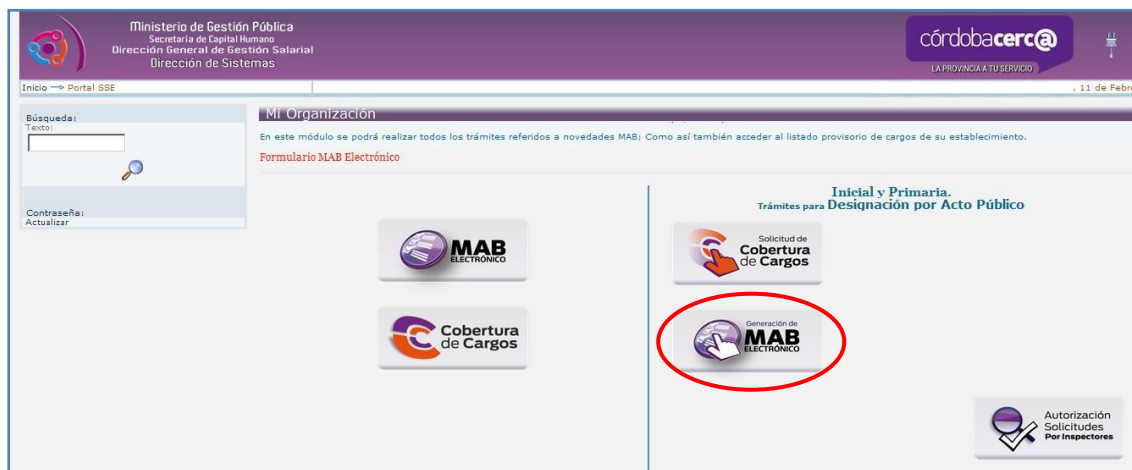 Ministerio de Gestión Pública
Secretaría de Capital Humano
Dirección General de Gestión Salarial
Dirección de Sistemas
córdobacerc@
LA PROVINCIA A TU SERVICIO
Inicio → Portal SSE
, 11 de Febre
Búsqueda:
Texto:
Contraseña:
Actualizar
Mi Organización
En este módulo se podrá realizar todos los trámites referidos a novedades MAB; Como así también acceder al listado provisorio de cargos de su establecimiento.
Formulario MAB Electrónico
MAB
ELECTRÓNICO
Cobertura
de Cargos
Inicial y Primaria.
Trámites para Designación por Acto Público
Solicitud de
Cobertura
de Cargos
Generación de
MAB
ELECTRÓNICO
Autorización
Solicitudes
Por Inspectores